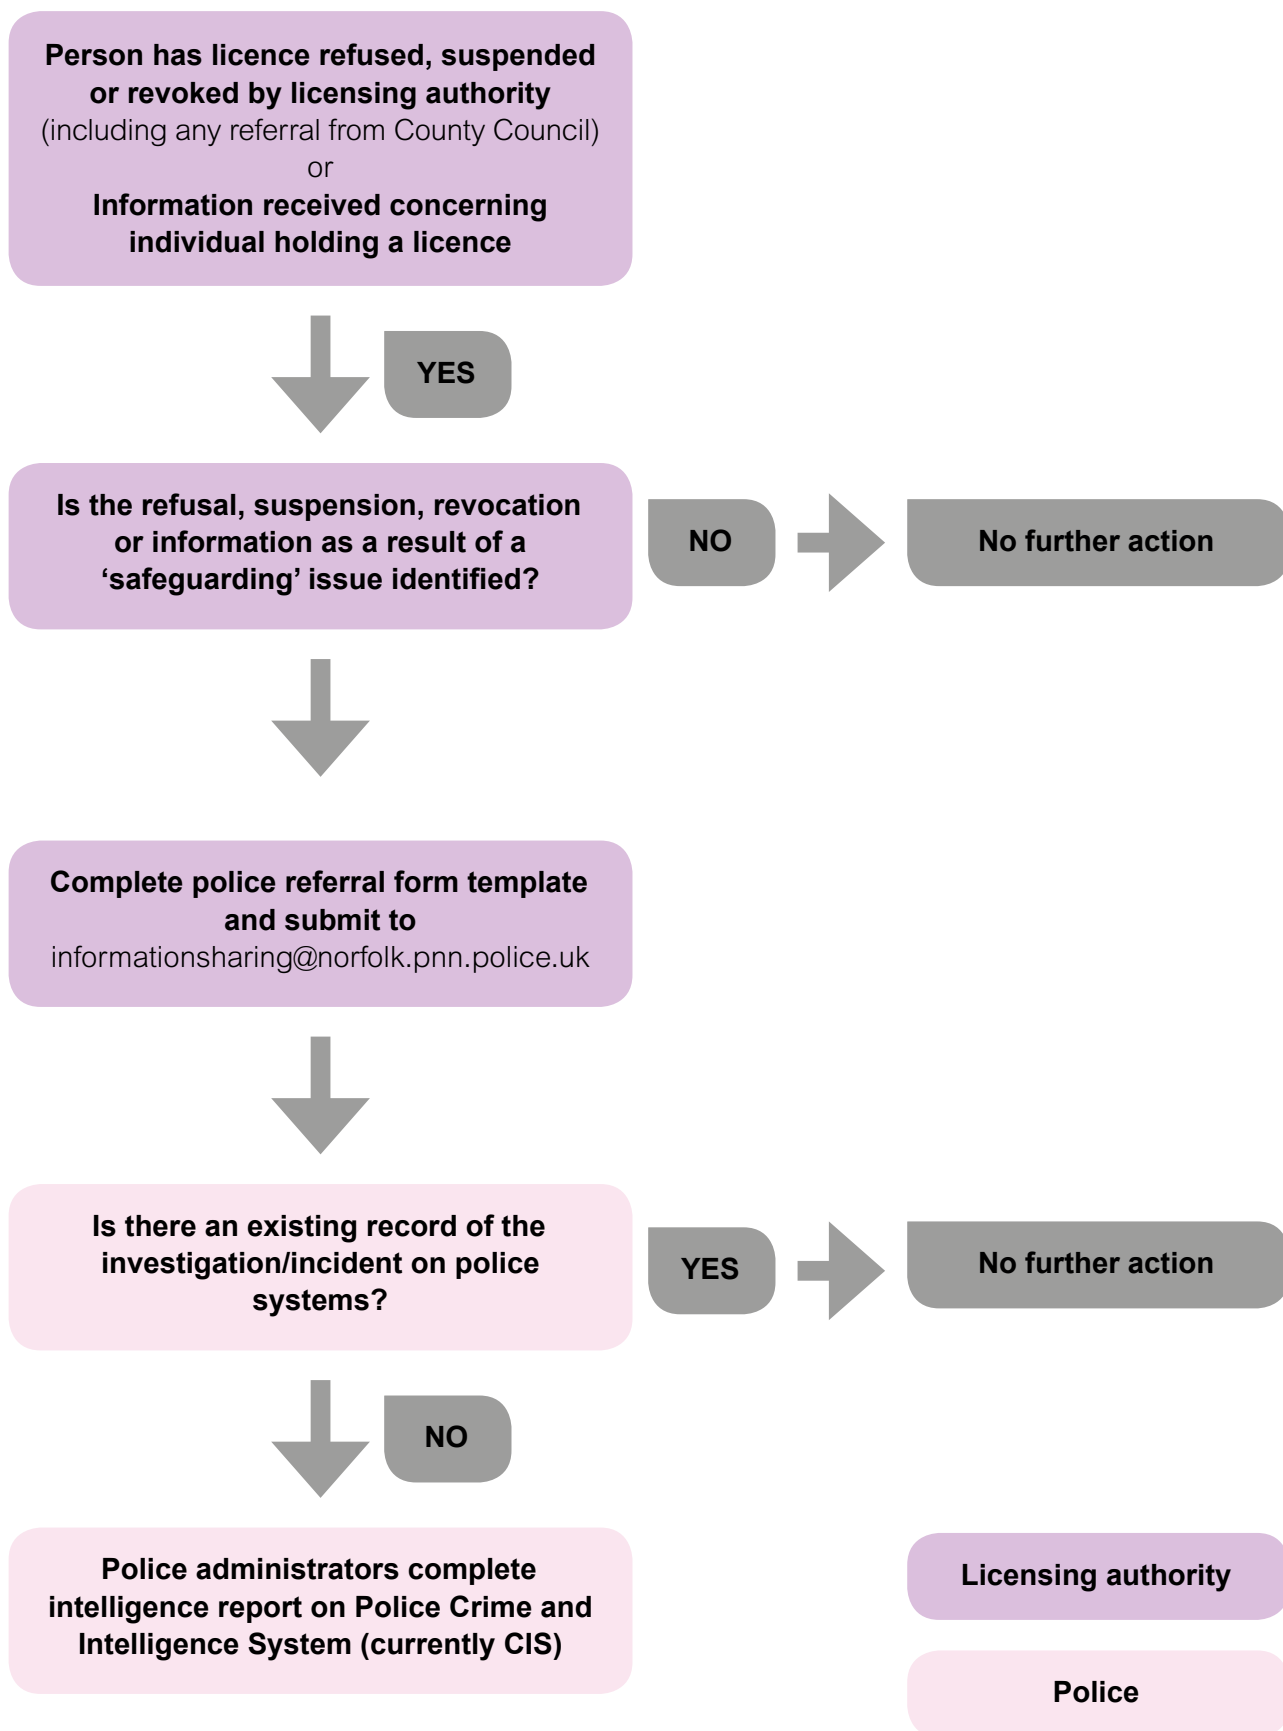 Person has licence refused, suspended
or revoked by licensing authority
(including any referral from County Council)
or
Information received concerning
individual holding a licence
YES
Is the refusal, suspension, revocation
or information as a result of a
‘safeguarding’ issue identified?
NO
No further action
Complete police referral form template
and submit to
informationsharing@norfolk.pnn.police.uk
Is there an existing record of the
investigation/incident on police
systems?
YES
No further action
NO
Police administrators complete
intelligence report on Police Crime and
Intelligence System (currently CIS)
Licensing authority
Police